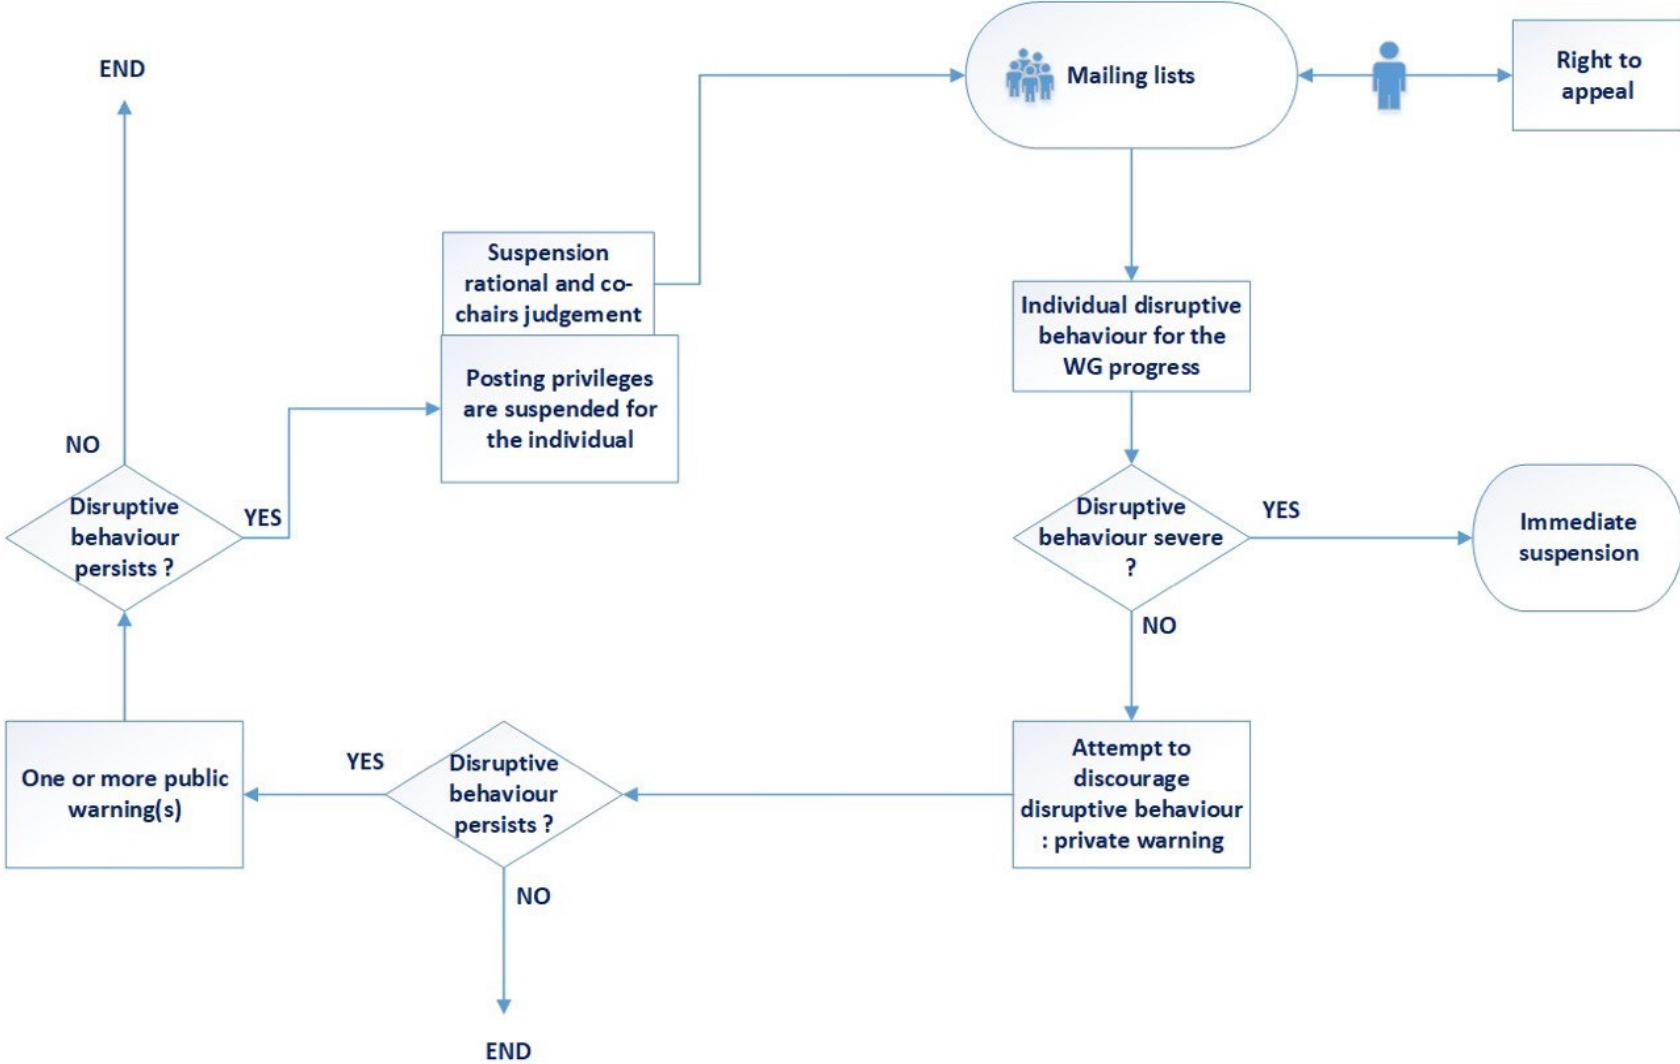 END
Mailing lists
Right to
appeal
Suspension
rational and co-
chairs judgement
Individual disruptive
behaviour for the
WG progress
Posting privileges
are suspended for
the individual
NO
Disruptive
behaviour
persists ?
YES
Disruptive
behaviour severe
?
YES
Immediate
suspension
NO
One or more public
warning(s)
YES
Disruptive
behaviour
persists ?
Attempt to
discourage
disruptive behaviour
: private warning
NO
END